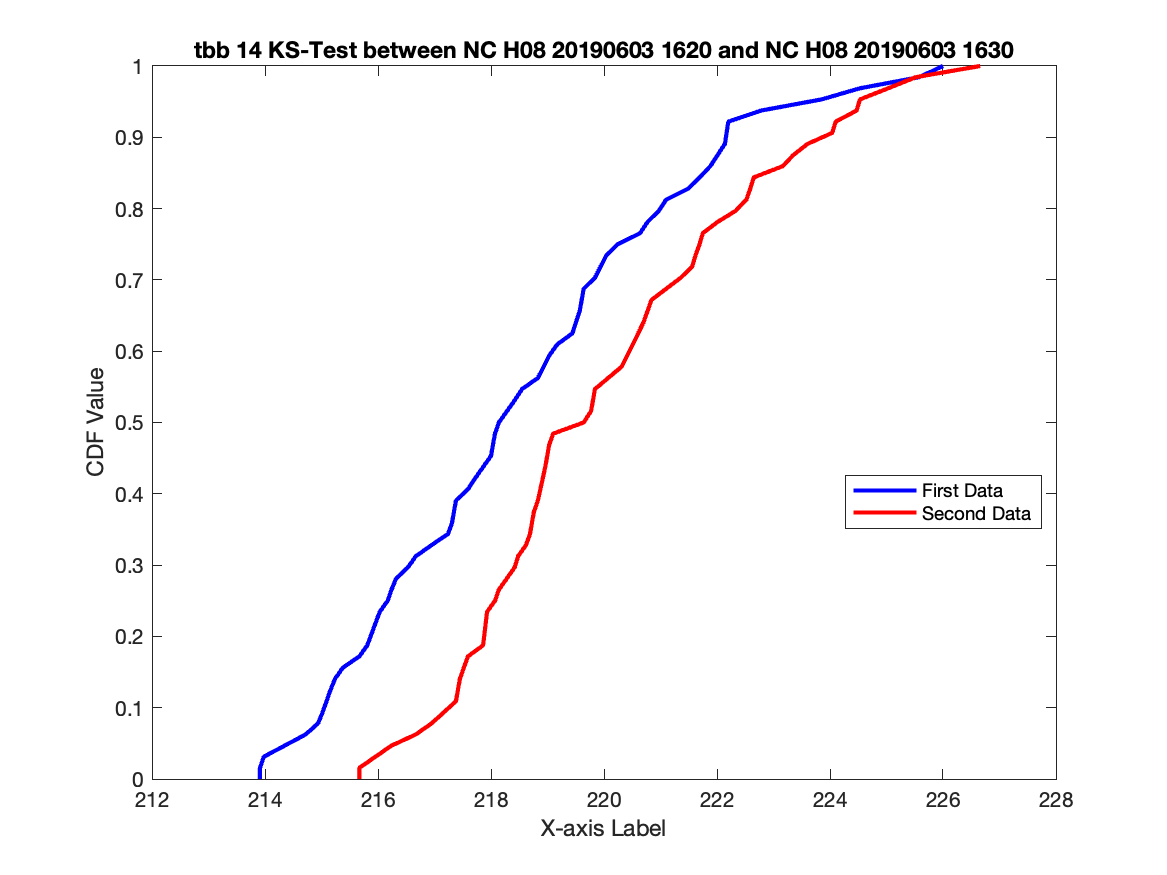 tbb 14 KS-Test between NC H08 20190603 1620 and NC H08 20190603 1630
1
0.9
0.8
0.7
0.6
0.5
0.4
0.3
0.2
0.1
0
CDF Value
First Data
Second Data
212 214 216 218 220 222 224 226 228
X-axis Label